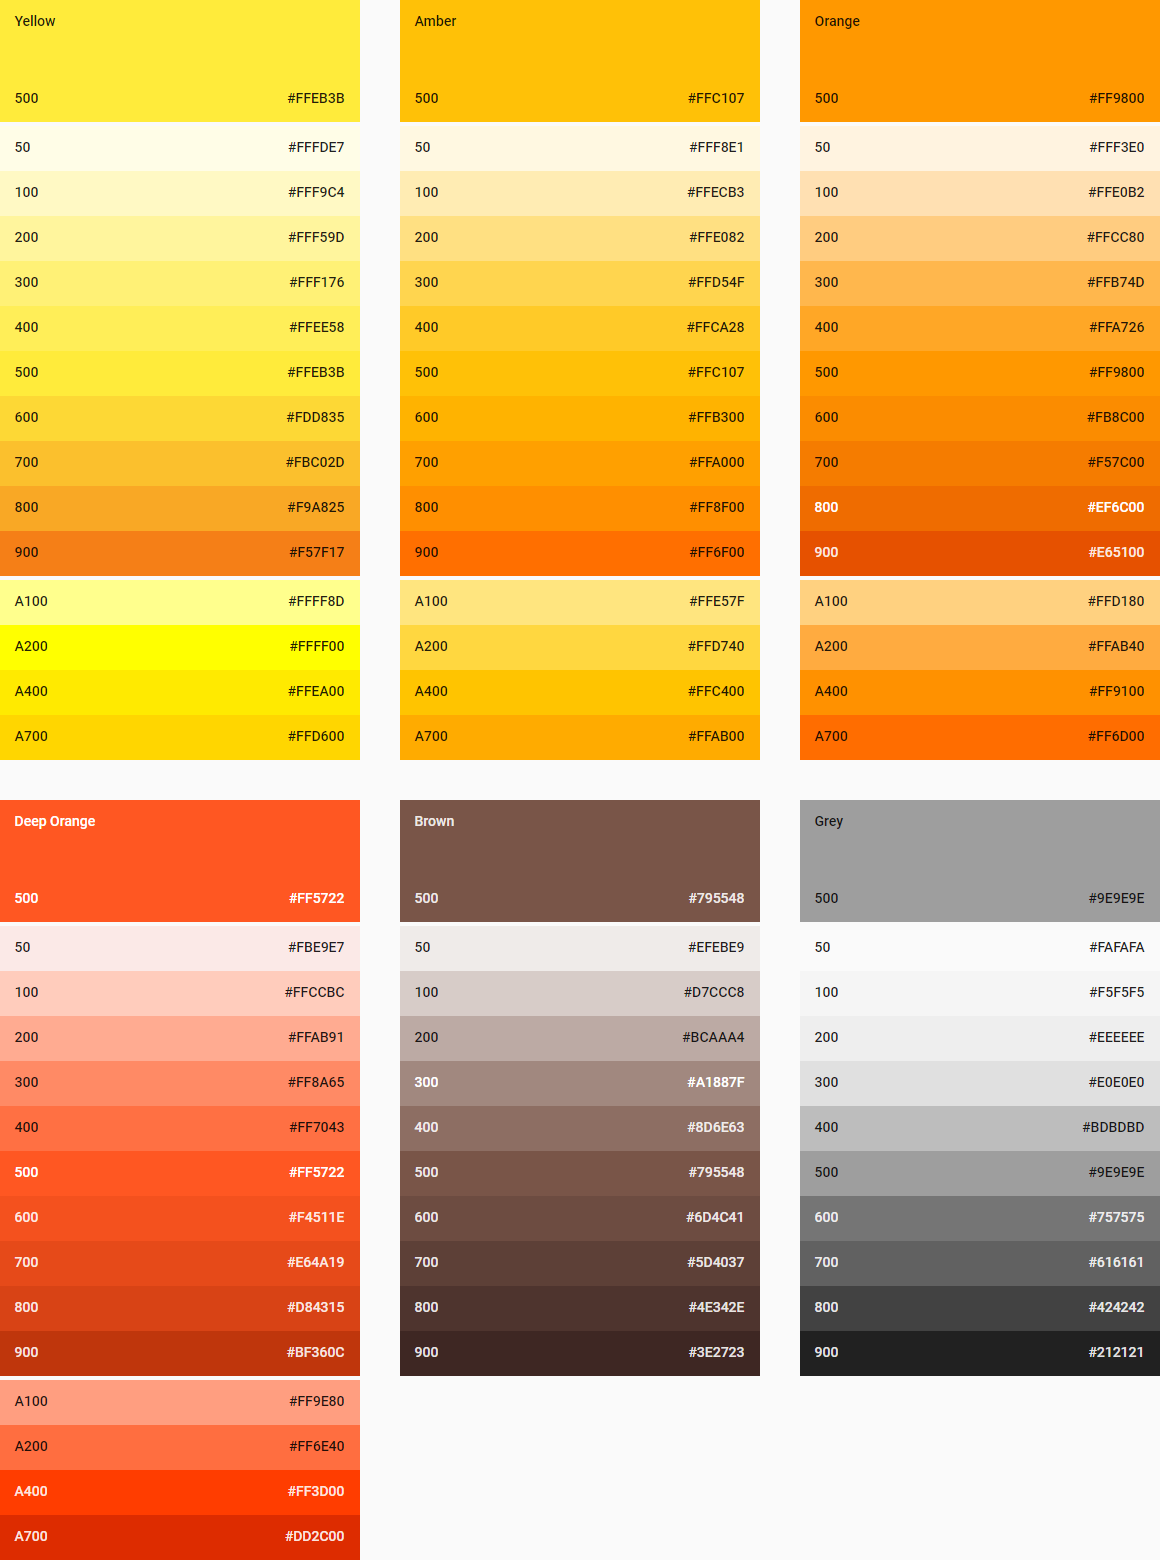 Yellow
500 #FFEB3B
50 #FFFDE7
100 #FFF9C4
200 #FFF59D
300 #FFF176
400 #FFEE58
500 #FFEB3B
600 #FDD835
700 #FBC02D
800 #F9A825
900 #F57F17
A100 #FFFF8D
A200 #FFFF00
A400 #FFEA00
A700 #FFD600
Amber
500 #FFC107
50 #FFF8E1
100 #FFECB3
200 #FFE082
300 #FFD54F
400 #FFCA28
500 #FFC107
600 #FFB300
700 #FFA000
800 #FF8F00
900 #FF6F00
A100 #FFE57F
A200 #FFD740
A400 #FFC400
A700 #FFAB00
Orange
500 #FF9800
50 #FFF3E0
100 #FFE0B2
200 #FFCC80
300 #FFB74D
400 #FFA726
500 #FF9800
600 #FB8C00
700 #F57C00
800 #EF6C00
900 #E65100
A100 #FFD180
A200 #FFAB40
A400 #FF9100
A700 #FF6D00
Deep Orange
500 #FF5722
50 #FBE9E7
100 #FFCCBC
200 #FFAB91
300 #FF8A65
400 #FF7043
500 #FF5722
600 #F4511E
700 #E64A19
800 #D84315
900 #BF360C
A100 #FF9E80
A200 #FF6E40
A400 #FF3D00
A700 #DD2C00
Brown
500 #795548
50 #EFEBE9
100 #D7CCC8
200 #BCAAA4
300 #A1887F
400 #8D6E63
500 #795548
600 #6D4C41
700 #5D4037
800 #4E342E
900 #3E2723
Grey
500 #9E9E9E
50 #FAFAFA
100 #F5F5F5
200 #EEEEEE
300 #E0E0E0
400 #BDBDBD
500 #9E9E9E
600 #757575
700 #616161
800 #424242
900 #212121